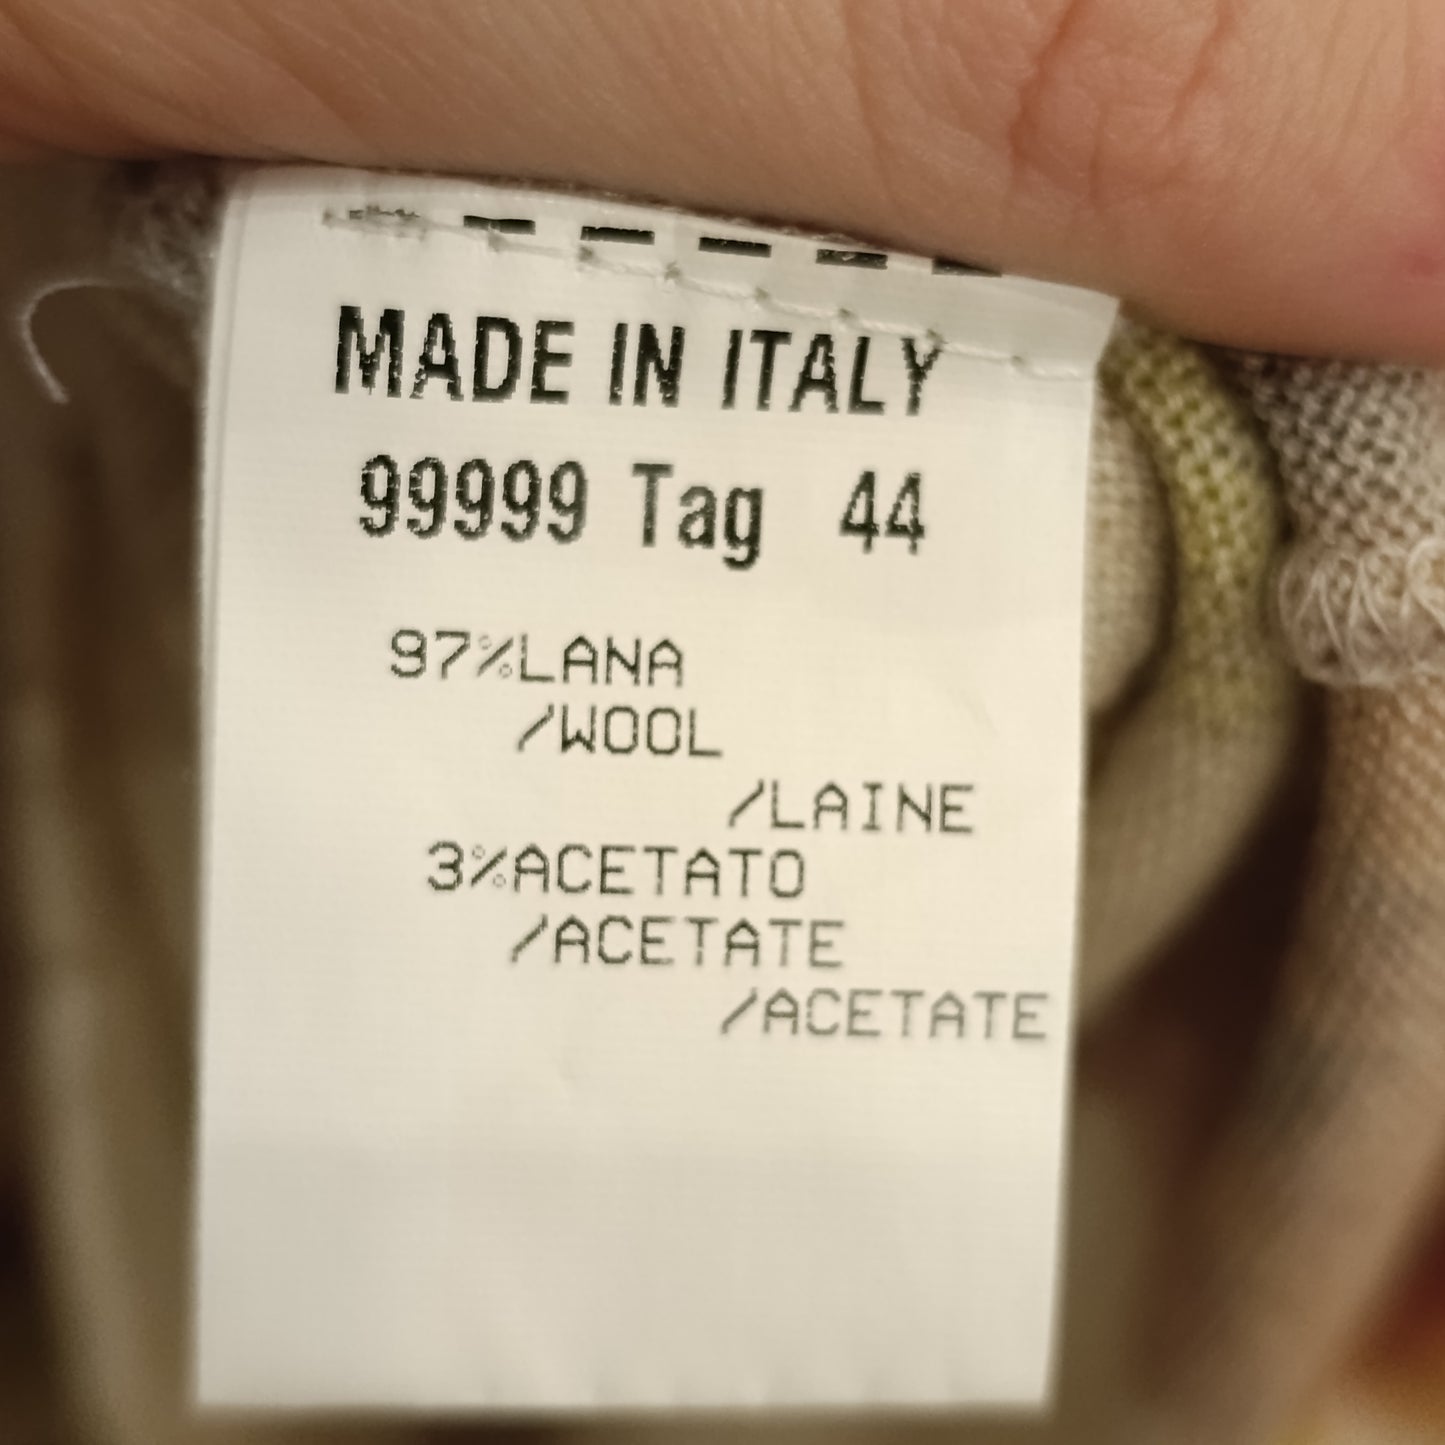 MADE IN ITALY
99999 Tag 44
97%LANA
/WOOL
/LAINE
3%ACETATO
/ACETATE
/ACETATE